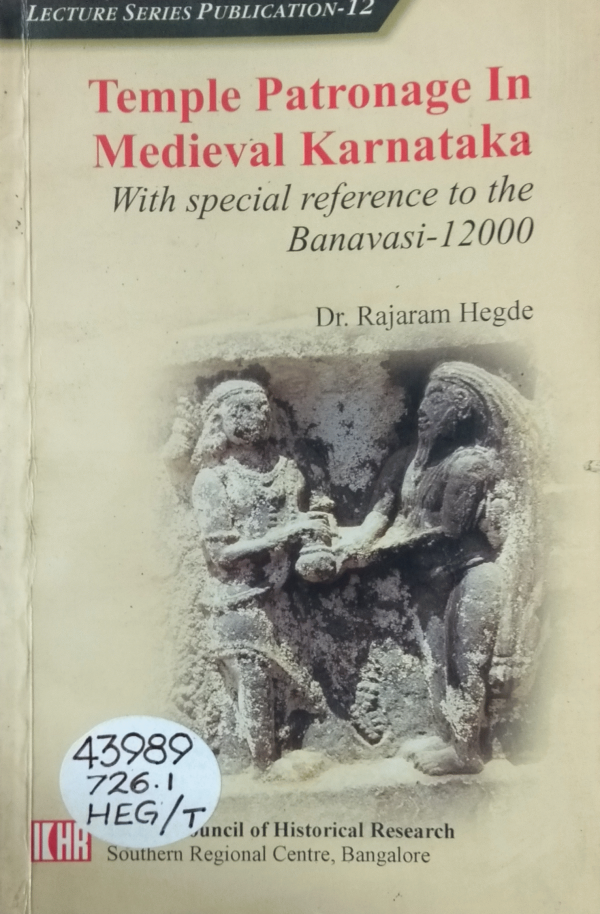 LECTURE SERIES PUBLICATION-12
Temple Patronage In
Medieval Karnataka
With special reference to the
Banavasi-12000
Dr. Rajaram Hegde
43989
726.1
HEG/T
of Historical Research
ICHR
Southern Regional Centre, Bangalore